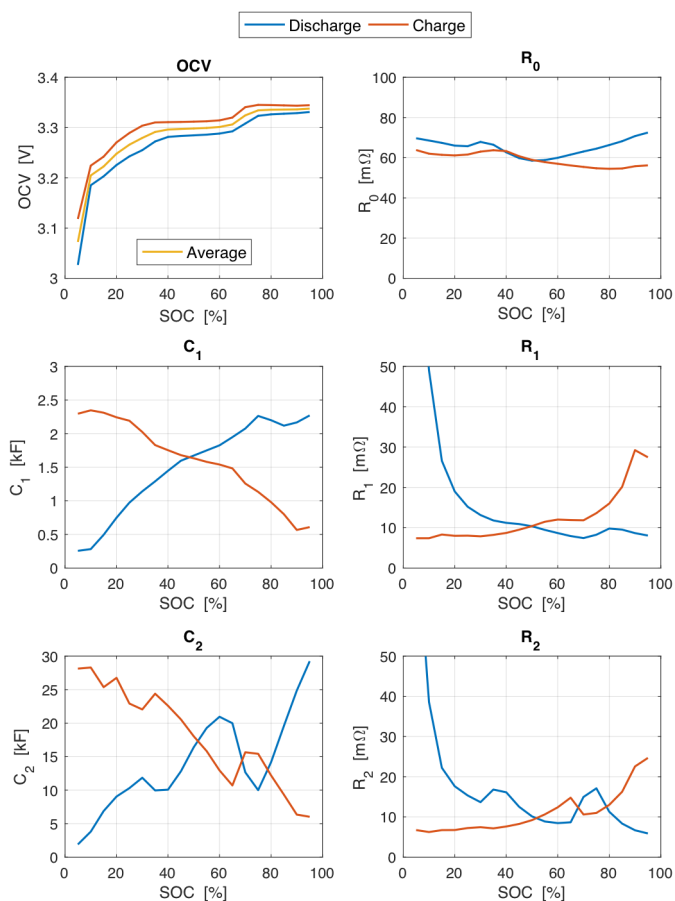 Discharge Charge
OCV
3.4
3.3
3.2
3.1
3
OCV [V]
Average
0 20 40 60 80 100
SOC [%]
R0
100
80
60
40
20
0
R0 [mΩ]
0 20 40 60 80 100
SOC [%]
C1
3
2.5
2
1.5
1
0.5
0
C1 [kF]
0 20 40 60 80 100
SOC [%]
R1
50
40
30
20
10
0
R1 [mΩ]
0 20 40 60 80 100
SOC [%]
C2
30
25
20
15
10
5
0
C2 [kF]
0 20 40 60 80 100
SOC [%]
R2
50
40
30
20
10
0
R2 [mΩ]
0 20 40 60 80 100
SOC [%]